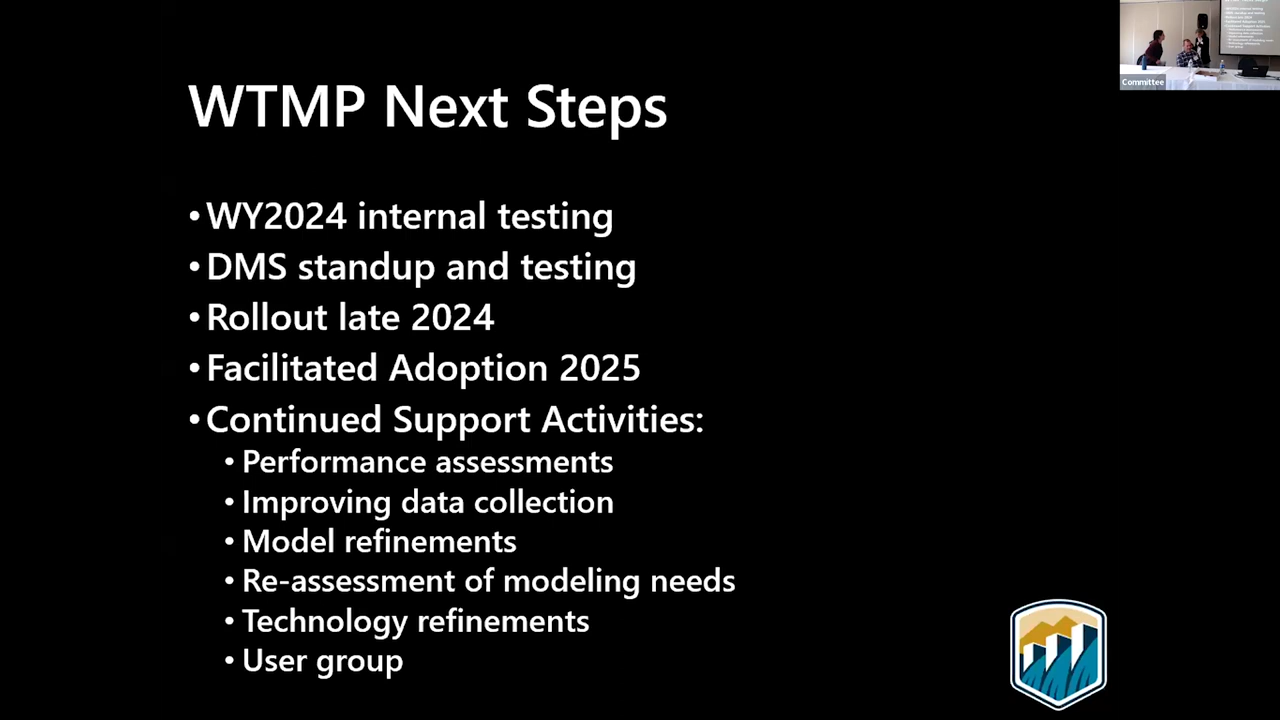 WTMP Next Steps
• WY2024 internal testing
• DMS standup and testing
• Rollout late 2024
• Facilitated Adoption 2025
• Continued Support Activities:
• Performance assessments
• Improving data collection
• Model refinements
• Re-assessment of modeling needs
• Technology refinements
• User group
Committee